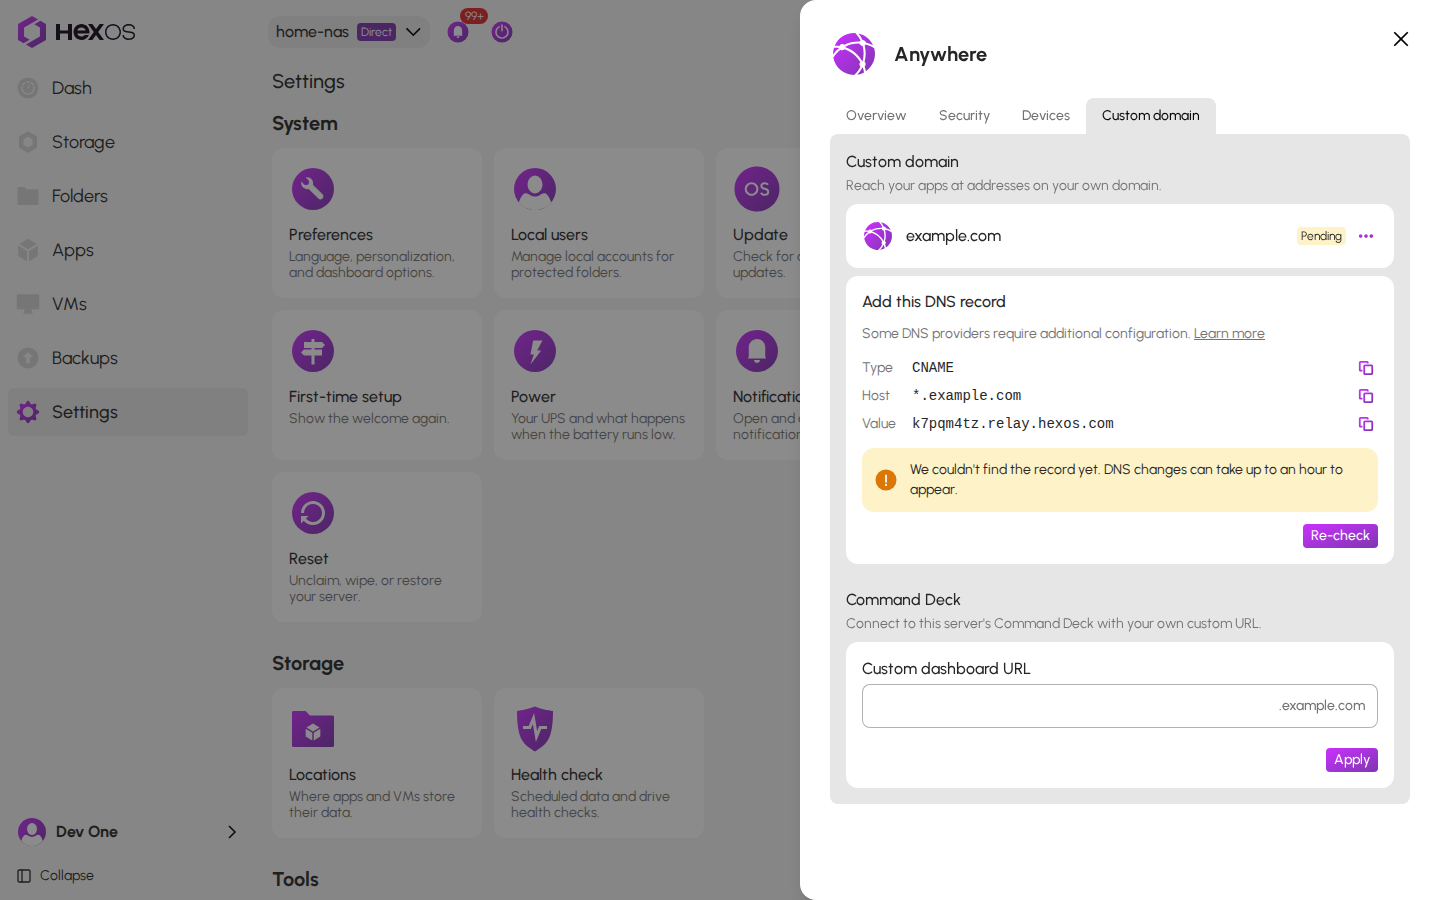 HEXOS
Dash
Storage
Folders
Apps
VMs
Backups
Settings
Dev One
Collapse
home-nas
Direct
99+
Settings
System
Preferences
Language, personalization,
and dashboard options.
Local users
Manage local accounts for
protected folders.
OS
Update
Check for
updates.
First-time setup
Show the welcome again.
Power
Your UPS and what happens
when the battery runs low.
Open and
Reset
Unclaim, wipe, or restore
your server.
Storage
Locations
Where apps and VMs store
their data.
Health check
Scheduled data and drive
health checks.
Tools
Anywhere
Overview
Security
Devices
Custom domain
Custom domain
Reach your apps at addresses on your own domain.
example.com
Pending
Add this DNS record
Some DNS providers require additional configuration. Learn more
Type CNAME
Host *.example.com
Value k7pqm4tz.relay.hexos.com
We couldn't find the record yet. DNS changes can take up to an hour to
appear.
Re-check
Command Deck
Connect to this server's Command Deck with your own custom URL.
Custom dashboard URL
.example.com
Apply